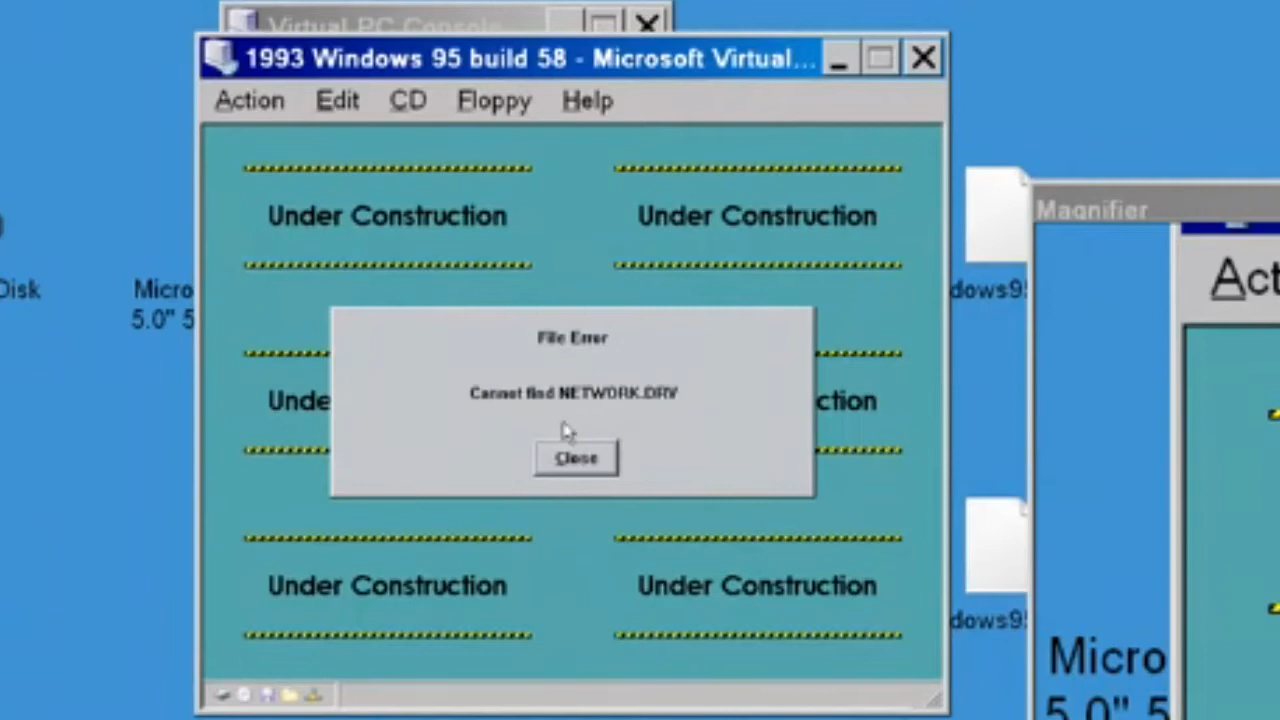 Virtual PC Console
1993 Windows 95 build 58 - Microsoft Virtual...
Action Edit CD Floppy Help
Under Construction
Under Construction
Magnifier
Act
Disk
Micro
5.0" 5
dows9
File Error
Cannot find NETWORK.DRV
Close
Unde
ction
Under Construction
Under Construction
dows9
Micro
5.0" 5